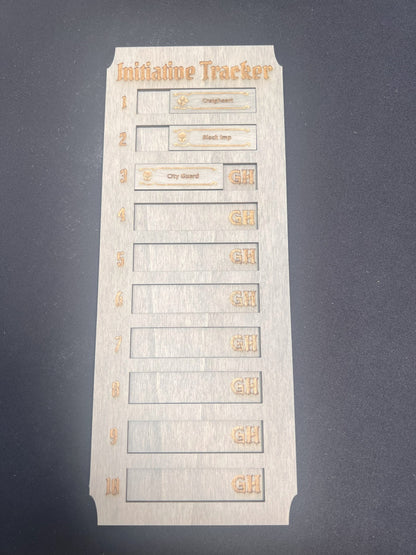 Initiative Tracker
1 Cragheart
2 Black Imp
3 City Guard GH
4 GH
5 GH
6 GH
7 GH
8 GH
9 GH
10 GH